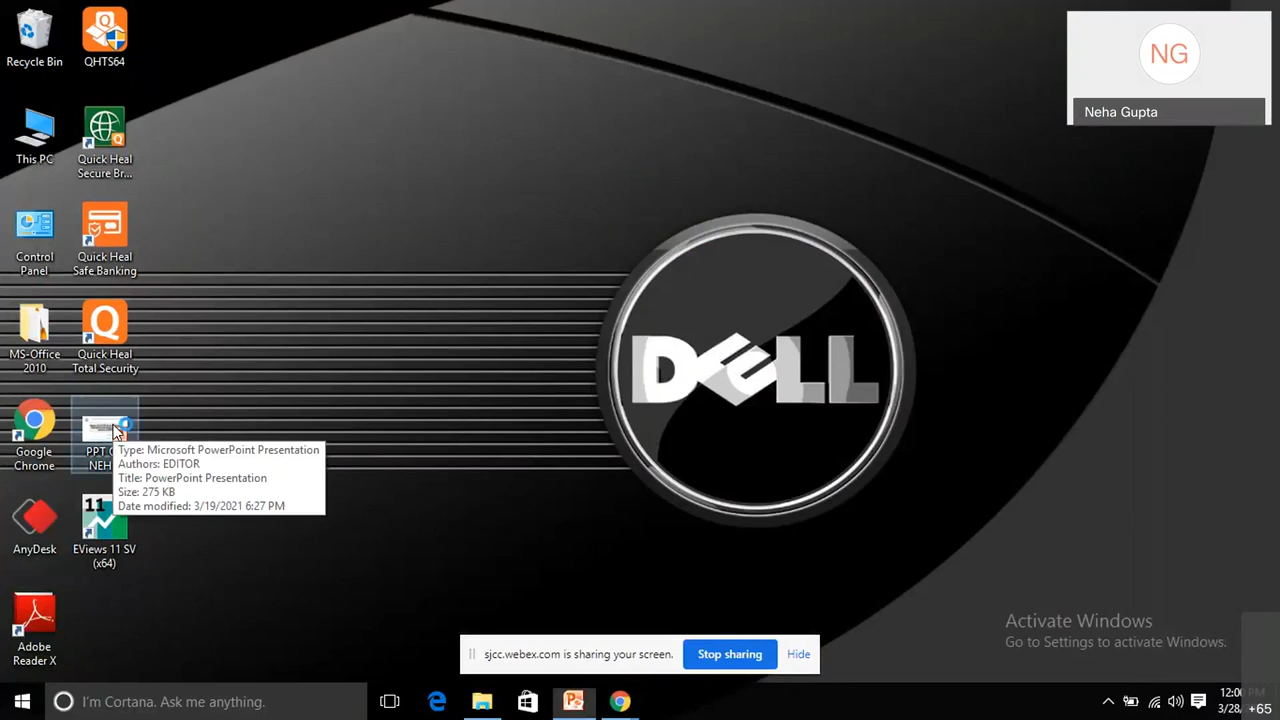 Recycle Bin
QHTS64
NG
Neha Gupta
This PC
Quick Heal
Secure Br...
Control
Panel
Quick Heal
Safe Banking
MS-Office
2010
Quick Heal
Total Security
DELL
Google
Chrome
PPT
NEH
Type: Microsoft PowerPoint Presentation
Authors: EDITOR
Title: PowerPoint Presentation
Size: 275 KB
Date modified: 3/19/2021 6:27 PM
AnyDesk
11
EViews 11 SV
(x64)
Adobe
Reader X
Activate Windows
Go to Settings to activate Windows.
sjcc.webex.com is sharing your screen.
Stop sharing
Hide
I'm Cortana. Ask me anything.
+65